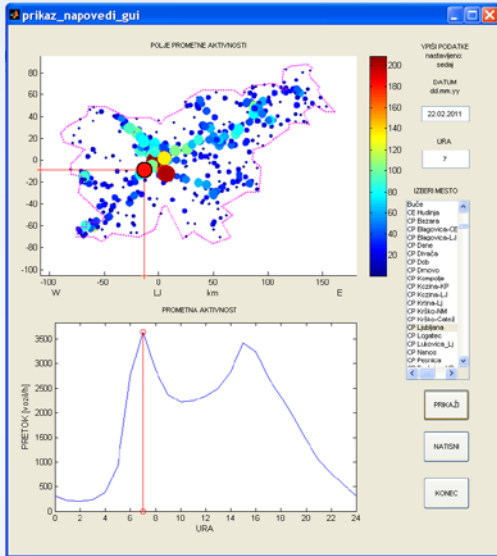 prikaz_napovedi_gui
POLJE PROMETNE AKTIVNOSTI
80
60
40
20
0
-20
-40
-60
-80
-100
-100 -50 0 50 100 150
W LJ km E
200
180
160
140
120
100
80
60
40
20
VPIŠI PODATKE
nastavljeno:
sedaj
DATUM
dd.mm.yy
22.02.2011
URA
7
IZBERI MESTO
Buče
CE Hudinja
CP Bazara
CP Blagovica-CE
CP Blagovica-LJ
CP Dane
CP Divača
CP Dob
CP Drnovo
CP Kompolje
CP Kozina-KP
CP Kozina-LJ
CP Krtina-Lj
CP Krško-NM
CP Krško-Čatež
CP Ljubljana
CP Logatec
CP Lukovica_Lj
CP Nanos
CP Pesnica
PRIKAŽI
NATISNI
KONEC
PROMETNA AKTIVNOST
PRETOK [vozil/h]
3500
3000
2500
2000
1500
1000
500
0
0 2 4 6 8 10 12 14 16 18 20 22 24
URA